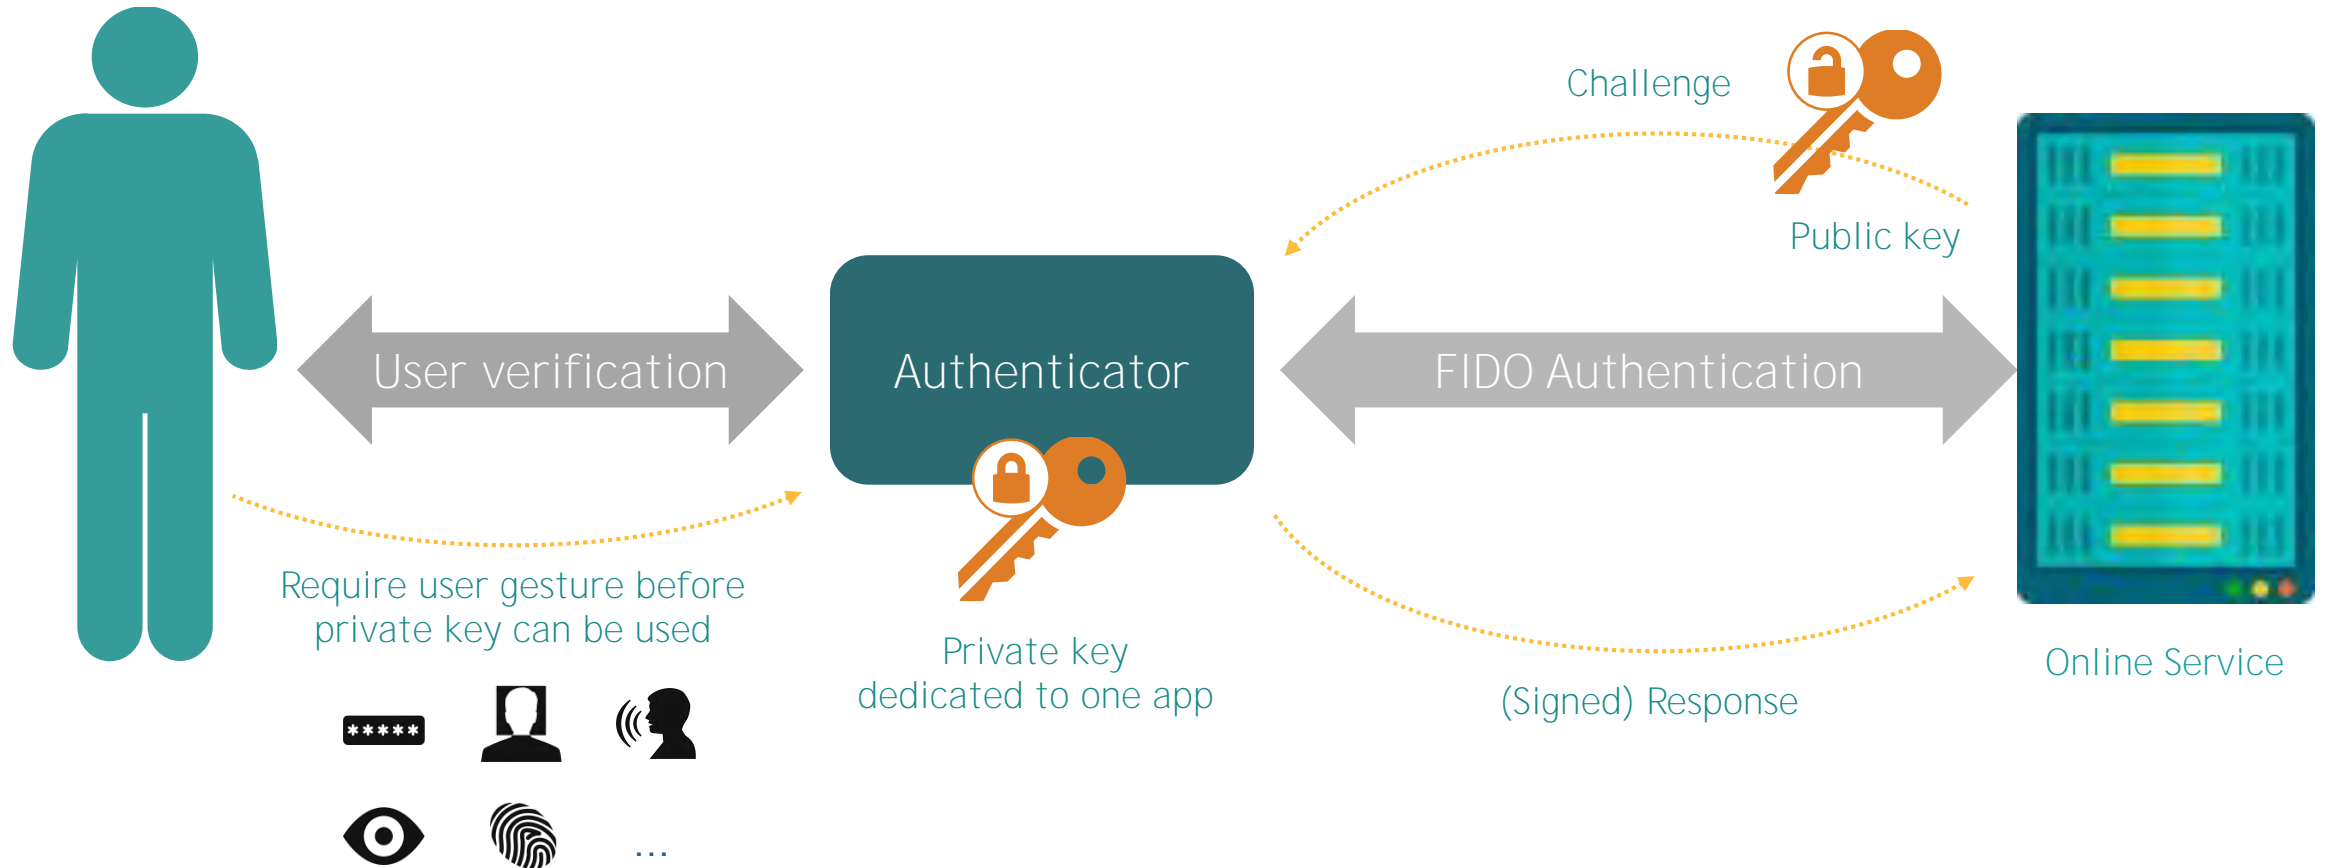 Challenge
Public key
User verification
Authenticator
FIDO Authentication
Require user gesture before
private key can be used
Private key
dedicated to one app
(Signed) Response
Online Service
*****
...